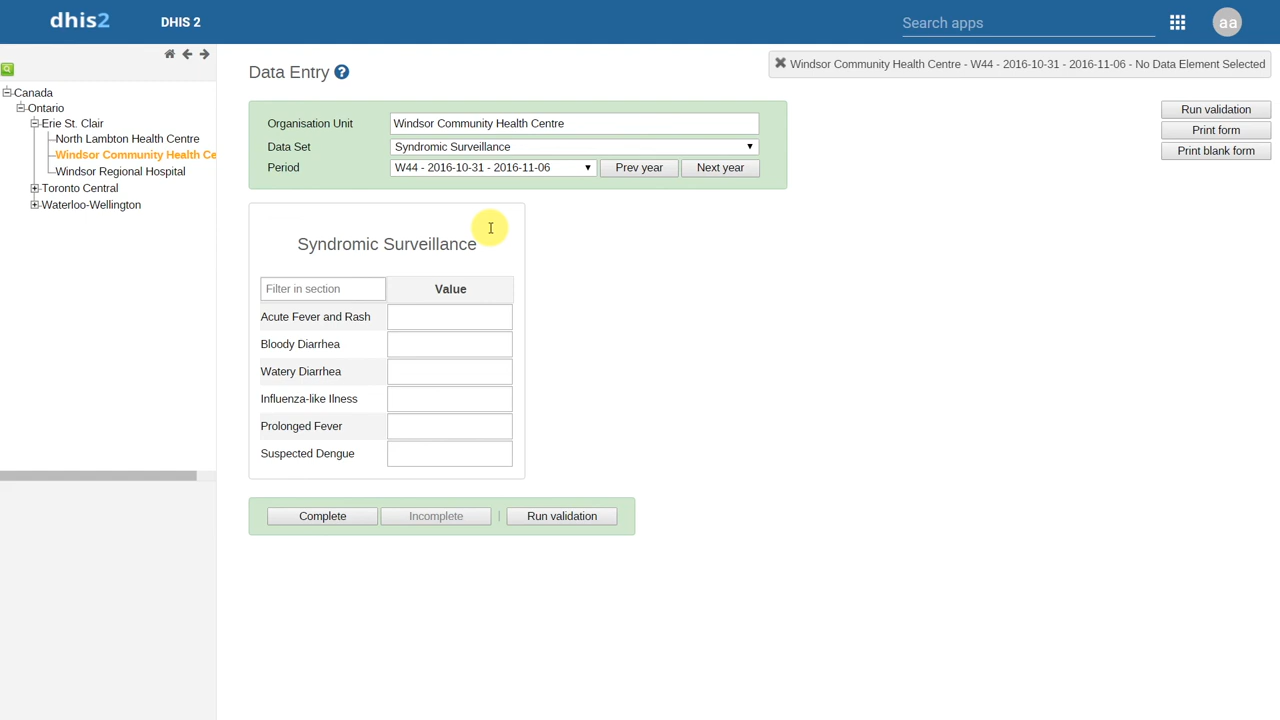 dhis2 DHIS 2 Search apps aa
Windsor Community Health Centre - W44 - 2016-10-31 - 2016-11-06 - No Data Element Selected
Canada
Ontario
Erie St. Clair
North Lambton Health Centre
Windsor Community Health Ce
Windsor Regional Hospital
Toronto Central
Waterloo-Wellington
Data Entry ?
Organisation Unit Windsor Community Health Centre
Data Set Syndromic Surveillance
Period W44 - 2016-10-31 - 2016-11-06 Prev year Next year
Run validation
Print form
Print blank form
Syndromic Surveillance
Filter in section Value
Acute Fever and Rash
Bloody Diarrhea
Watery Diarrhea
Influenza-like Ilness
Prolonged Fever
Suspected Dengue
Complete Incomplete | Run validation